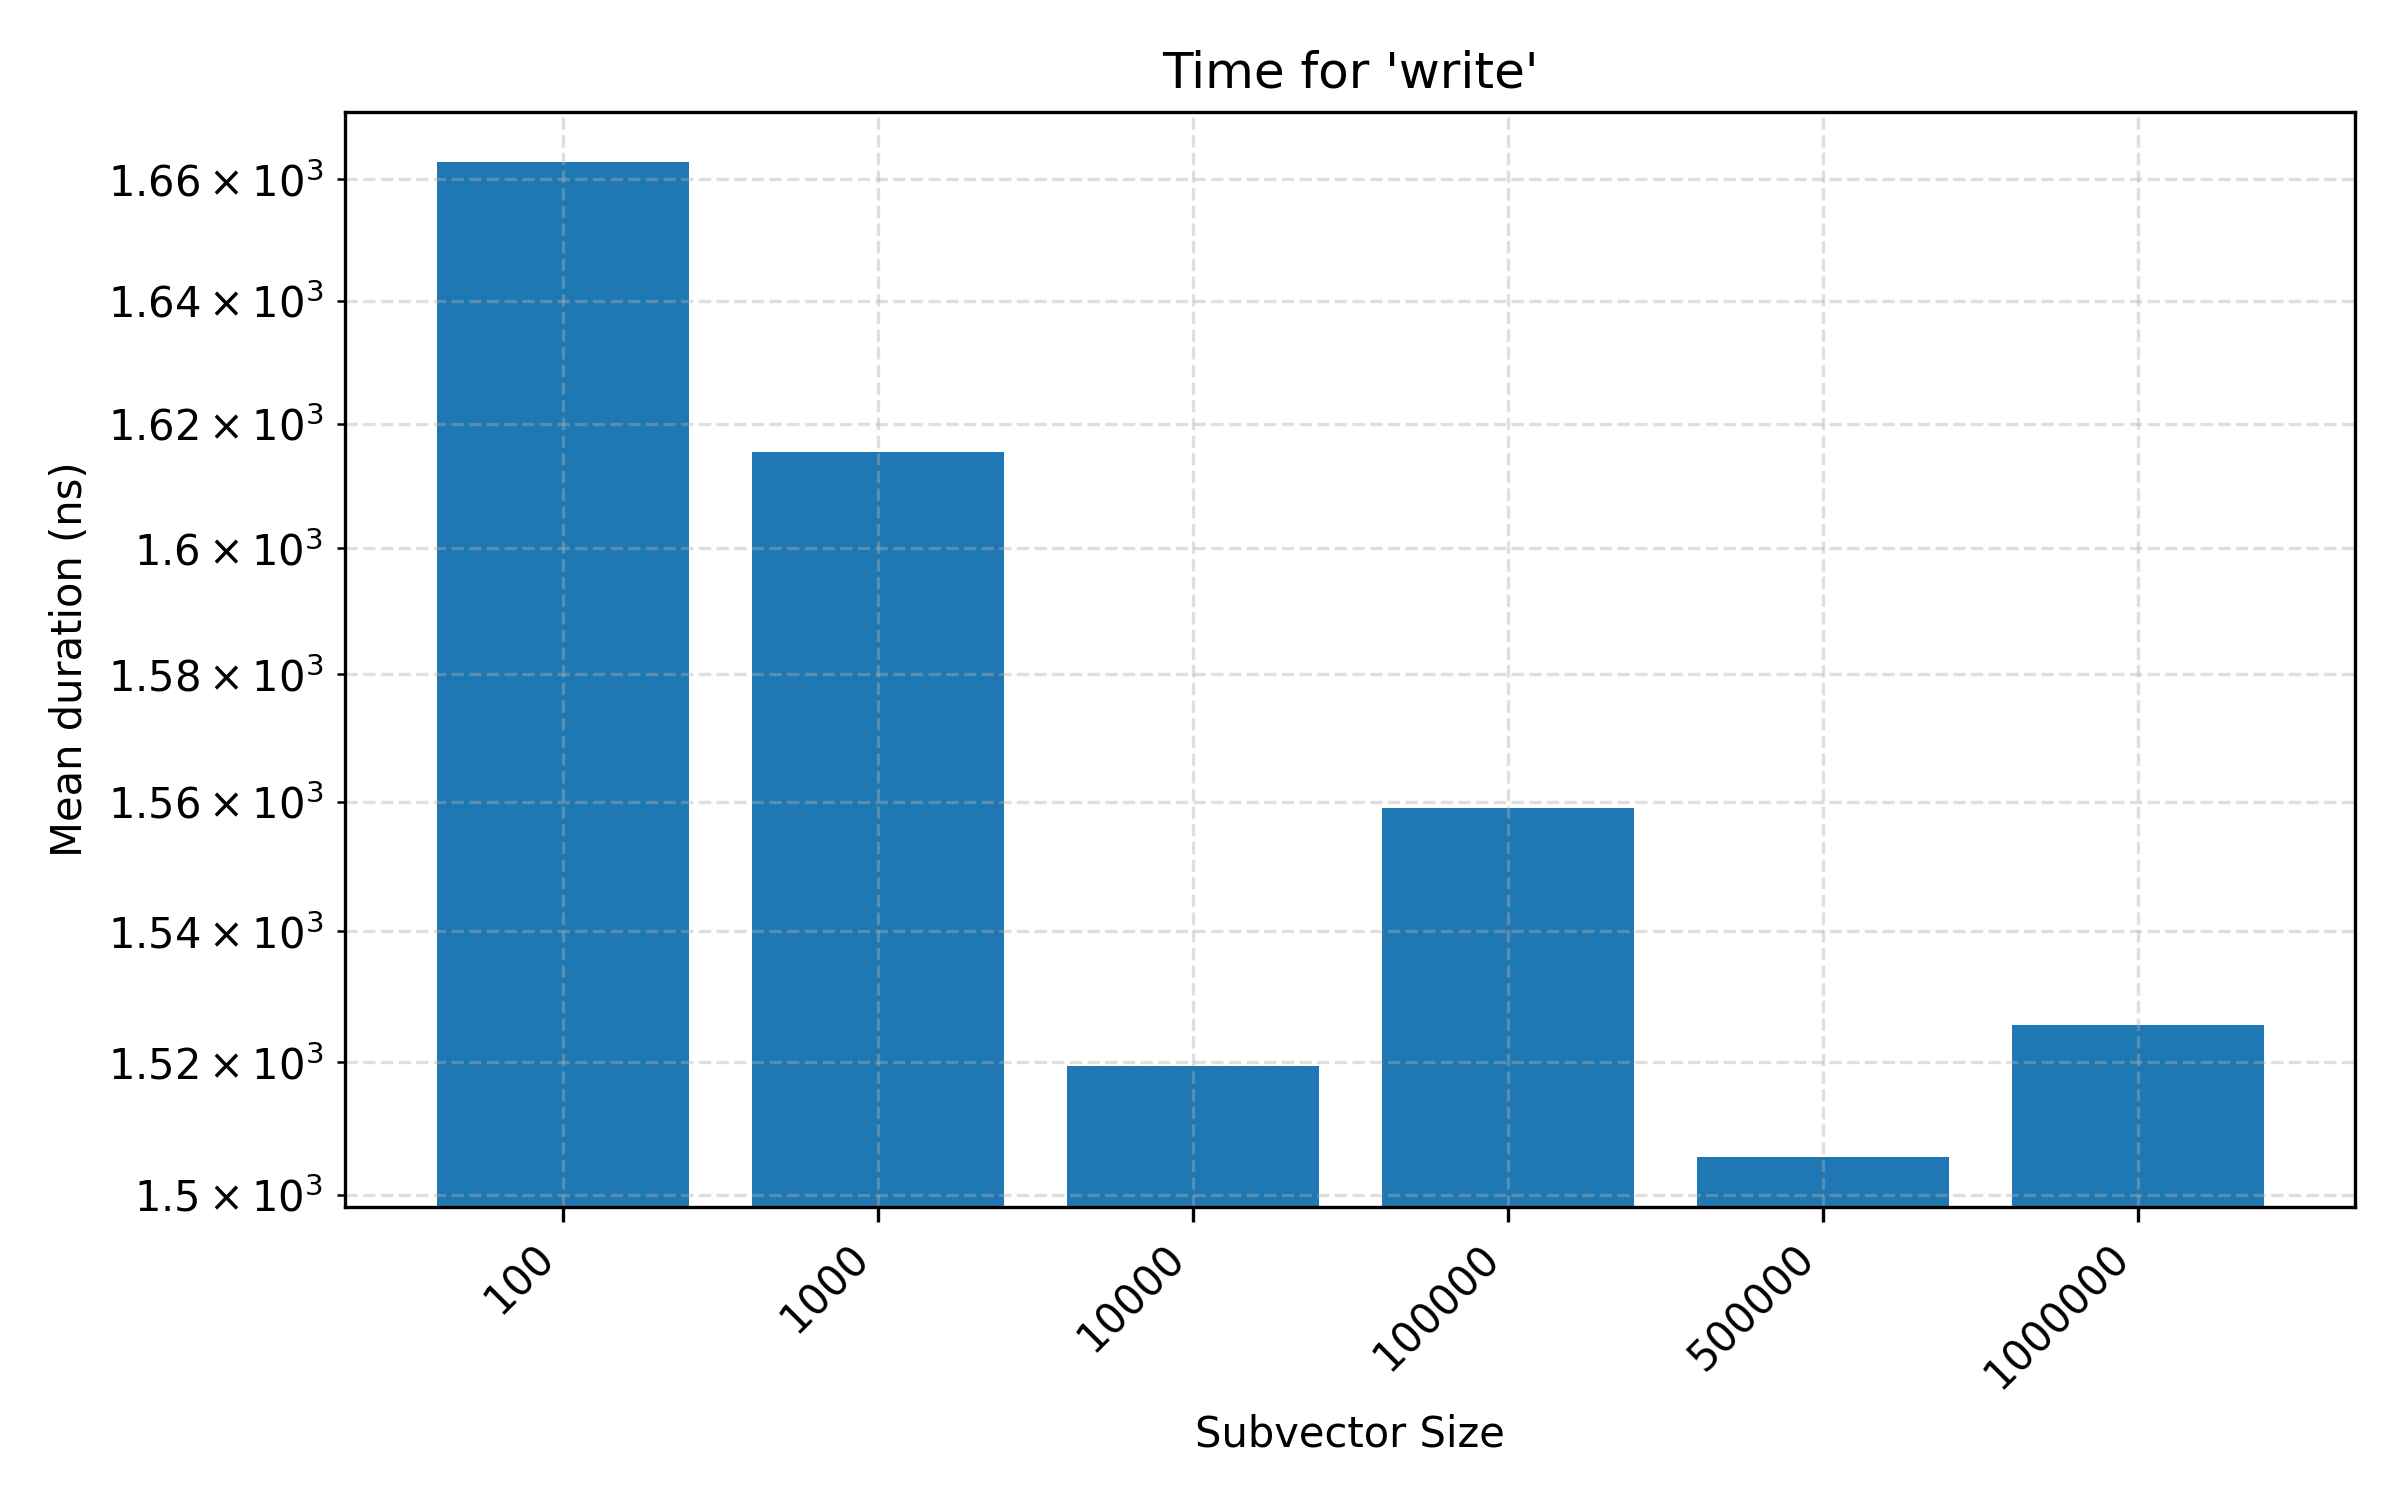 Time for 'write'
Mean duration (ns)
1.66 × 10³
1.64 × 10³
1.62 × 10³
1.6 × 10³
1.58 × 10³
1.56 × 10³
1.54 × 10³
1.52 × 10³
1.5 × 10³
100
1000
10000
100000
500000
1000000
Subvector Size